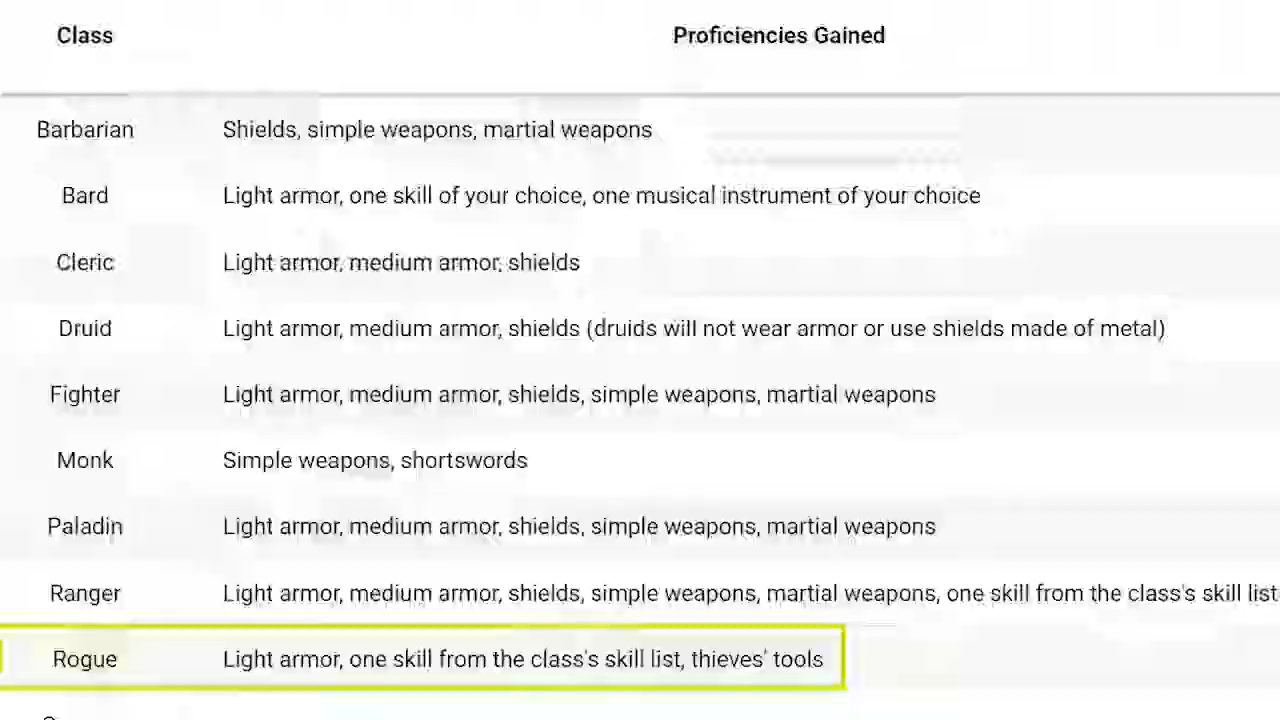 Class Proficiencies Gained
Barbarian Shields, simple weapons, martial weapons
Bard Light armor, one skill of your choice, one musical instrument of your choice
Cleric Light armor, medium armor, shields
Druid Light armor, medium armor, shields (druids will not wear armor or use shields made of metal)
Fighter Light armor, medium armor, shields, simple weapons, martial weapons
Monk Simple weapons, shortswords
Paladin Light armor, medium armor, shields, simple weapons, martial weapons
Ranger Light armor, medium armor, shields, simple weapons, martial weapons, one skill from the class's skill list
Rogue Light armor, one skill from the class's skill list, thieves' tools